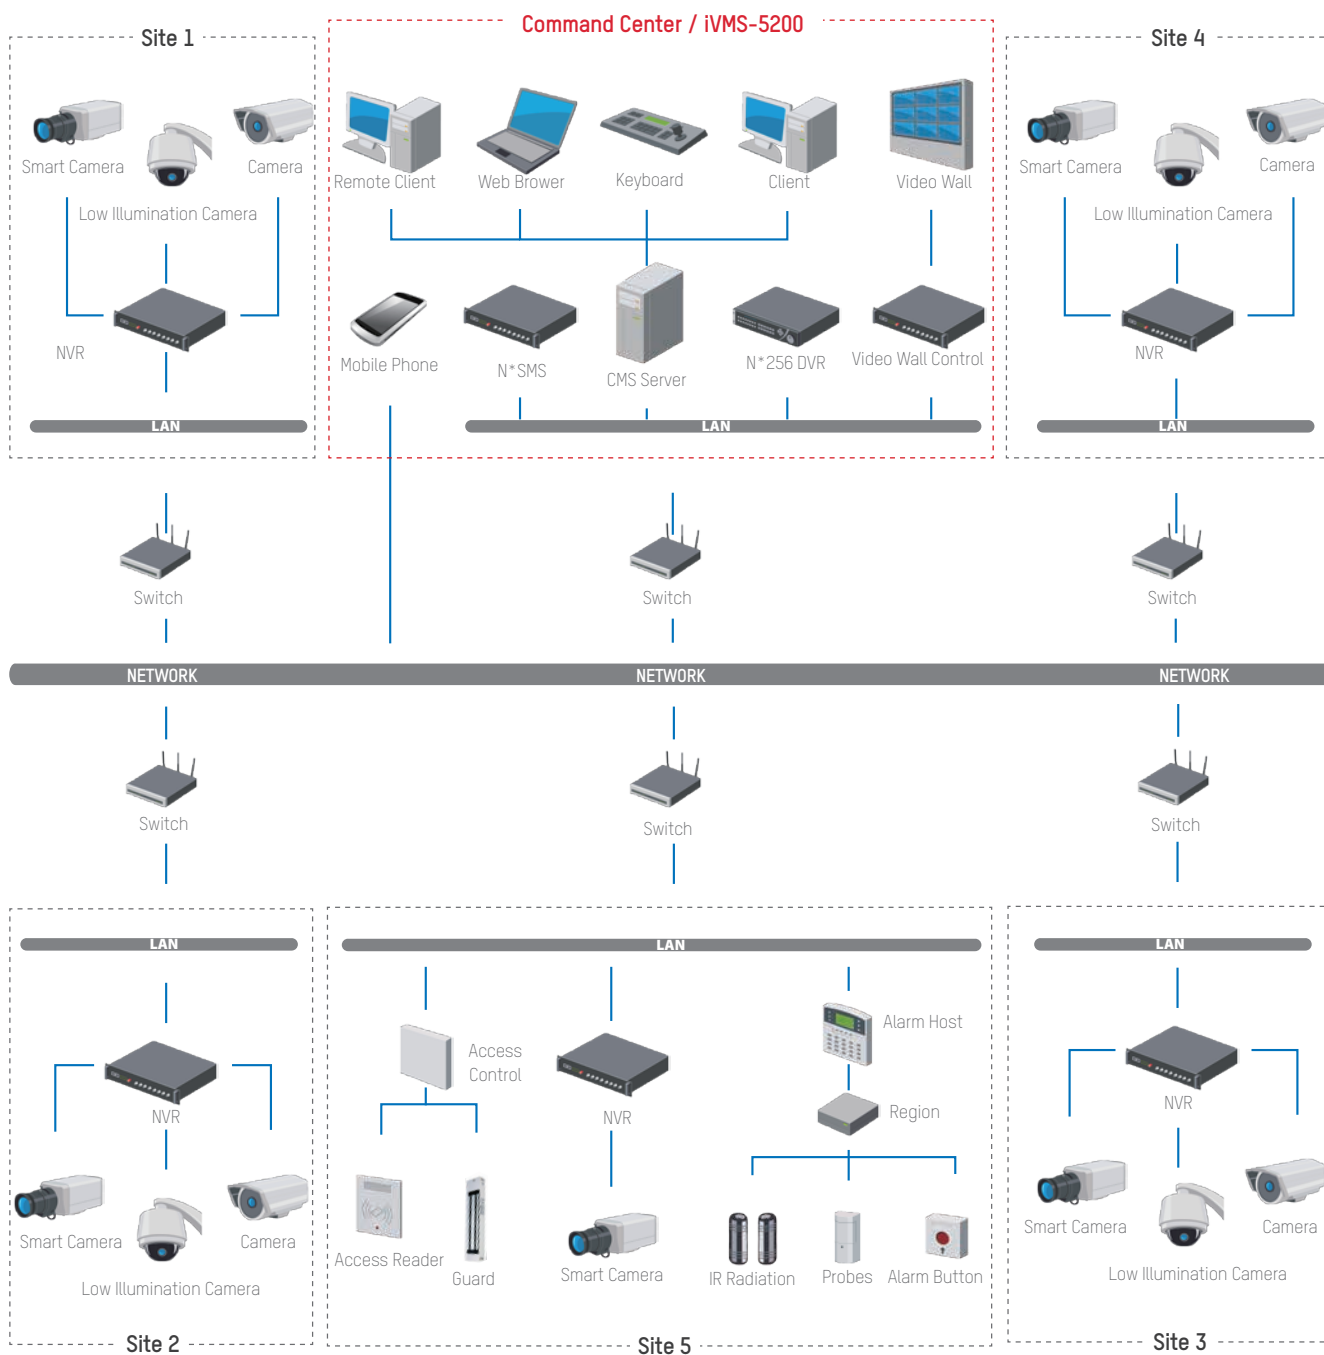 Command Center / iVMS-5200
Site 1
Site 4
Smart Camera
Camera
Low Illumination Camera
NVR
LAN
Remote Client
Web Brower
Keyboard
Client
Video Wall
Mobile Phone
N*SMS
CMS Server
N*256 DVR
Video Wall Control
LAN
Smart Camera
Camera
Low Illumination Camera
NVR
LAN
Switch
Switch
Switch
NETWORK
NETWORK
NETWORK
Switch
Switch
Switch
LAN
NVR
Smart Camera
Camera
Low Illumination Camera
Site 2
LAN
Access
Control
NVR
Alarm Host
Region
Access Reader
Guard
Smart Camera
IR Radiation
Probes
Alarm Button
Site 5
LAN
NVR
Smart Camera
Camera
Low Illumination Camera
Site 3